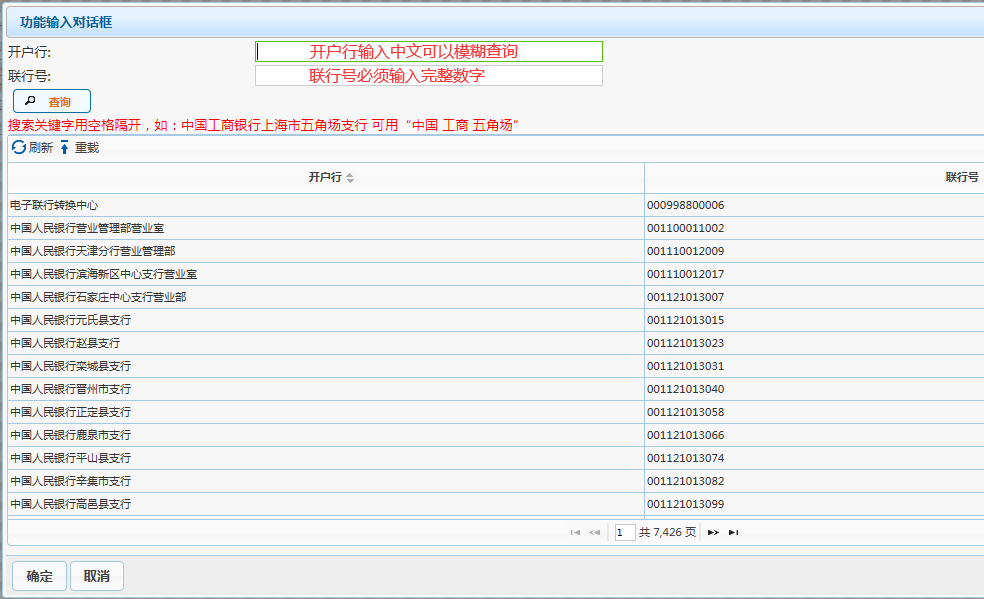 功能输入对话框
开户行:
开户行输入中文可以模糊查询
联行号:
联行号必须输入完整数字
查询
搜索关键字用空格隔开，如：中国工商银行上海市五角场支行 可用“中国 工商 五角场”
刷新 重载
开户行 联行号
电子联行转换中心 000998800006
中国人民银行营业管理部营业室 001100011002
中国人民银行天津分行营业管理部 001110012009
中国人民银行滨海新区中心支行营业室 001110012017
中国人民银行石家庄中心支行营业部 001121013007
中国人民银行元氏县支行 001121013015
中国人民银行赵县支行 001121013023
中国人民银行栾城县支行 001121013031
中国人民银行晋州市支行 001121013040
中国人民银行正定县支行 001121013058
中国人民银行鹿泉市支行 001121013066
中国人民银行平山县支行 001121013074
中国人民银行辛集市支行 001121013082
中国人民银行高邑县支行 001121013099
1 共 7,426 页
确定 取消